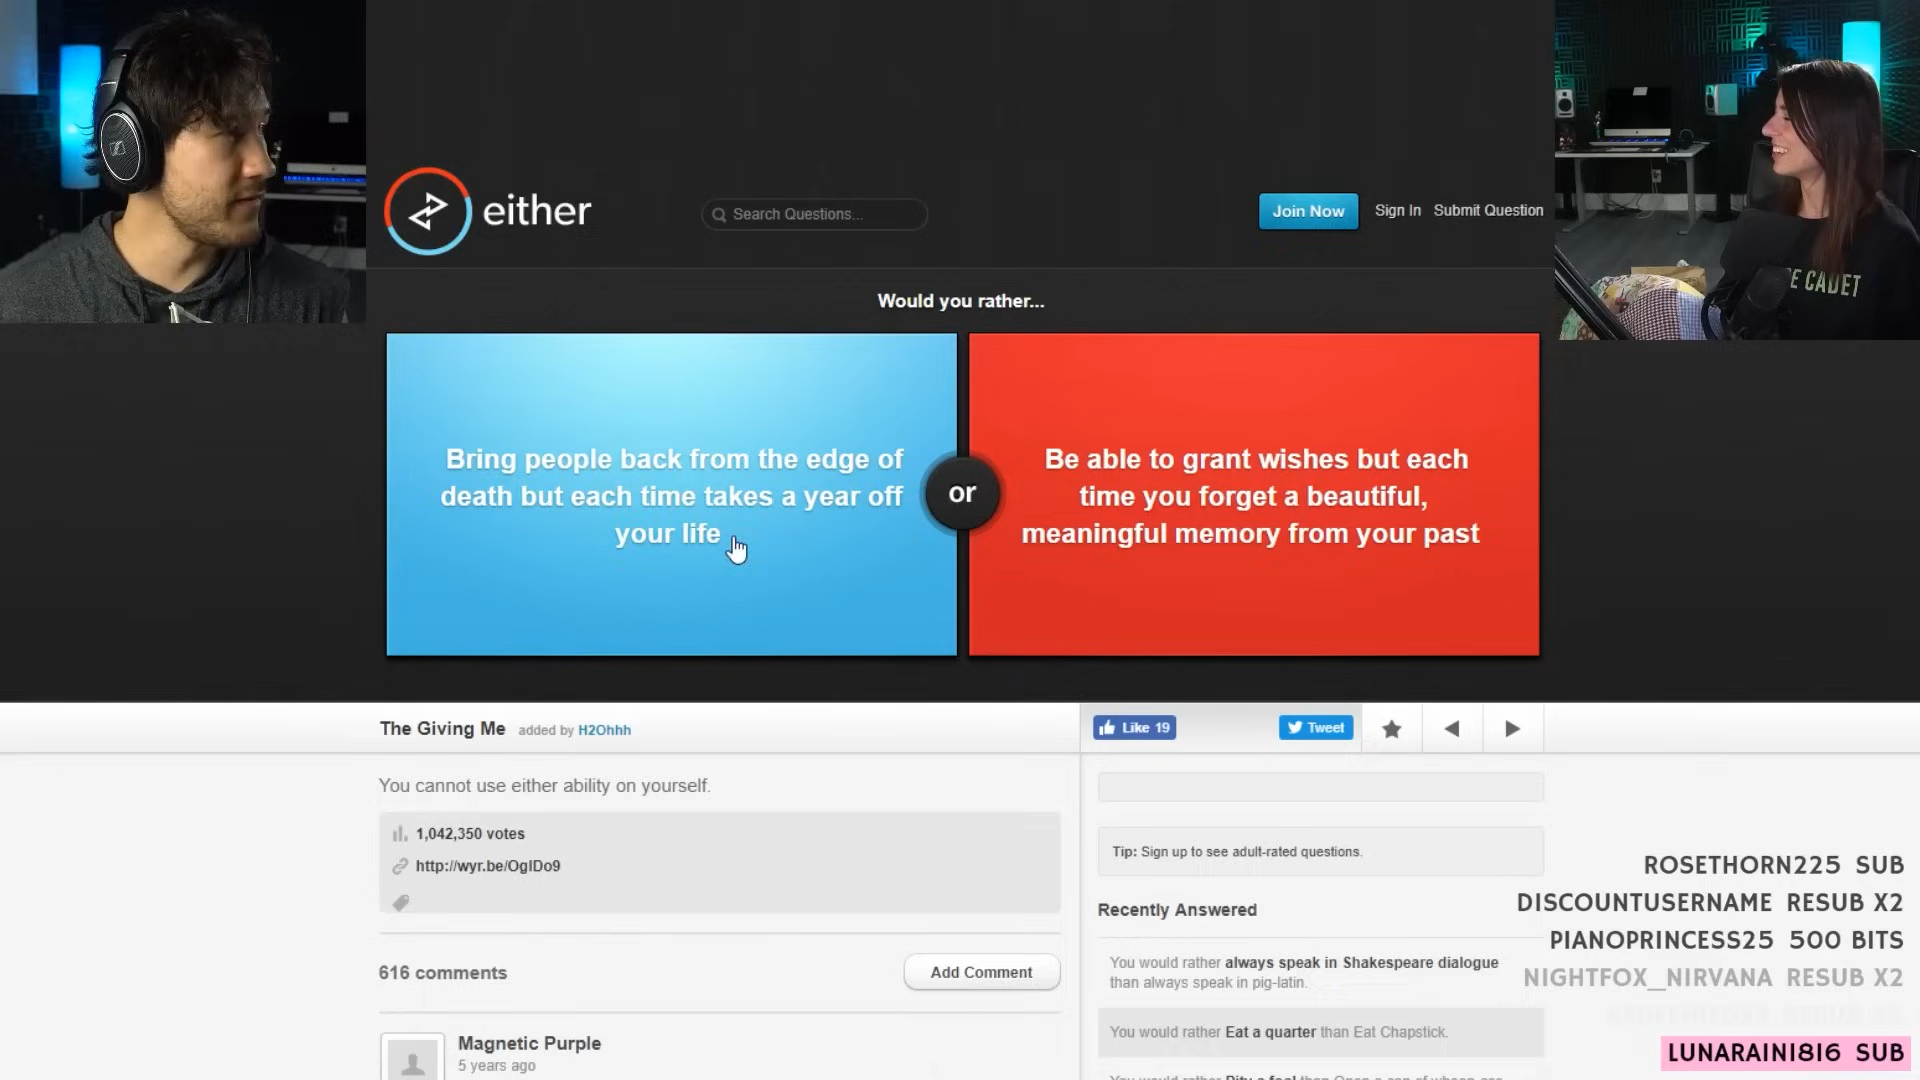 either
Search Questions...
Join Now
Sign In
Submit Question
E CADET
Would you rather...
Bring people back from the edge of
death but each time takes a year off
your life
or
Be able to grant wishes but each
time you forget a beautiful,
meaningful memory from your past
The Giving Me added by H2Ohhh
Like 19
Tweet
You cannot use either ability on yourself.
1,042,350 votes
http://wyr.be/OgIDo9
616 comments
Add Comment
Magnetic Purple
5 years ago
Tip: Sign up to see adult-rated questions.
Recently Answered
You would rather always speak in Shakespeare dialogue
than always speak in pig-latin.
You would rather Eat a quarter than Eat Chapstick.
You would rather
ROSETHORN225 SUB
DISCOUNTUSERNAME RESUB X2
PIANOPRINCESS25 500 BITS
NIGHTFOX_NIRVANA RESUB X2
LUNARAIN1816 SUB